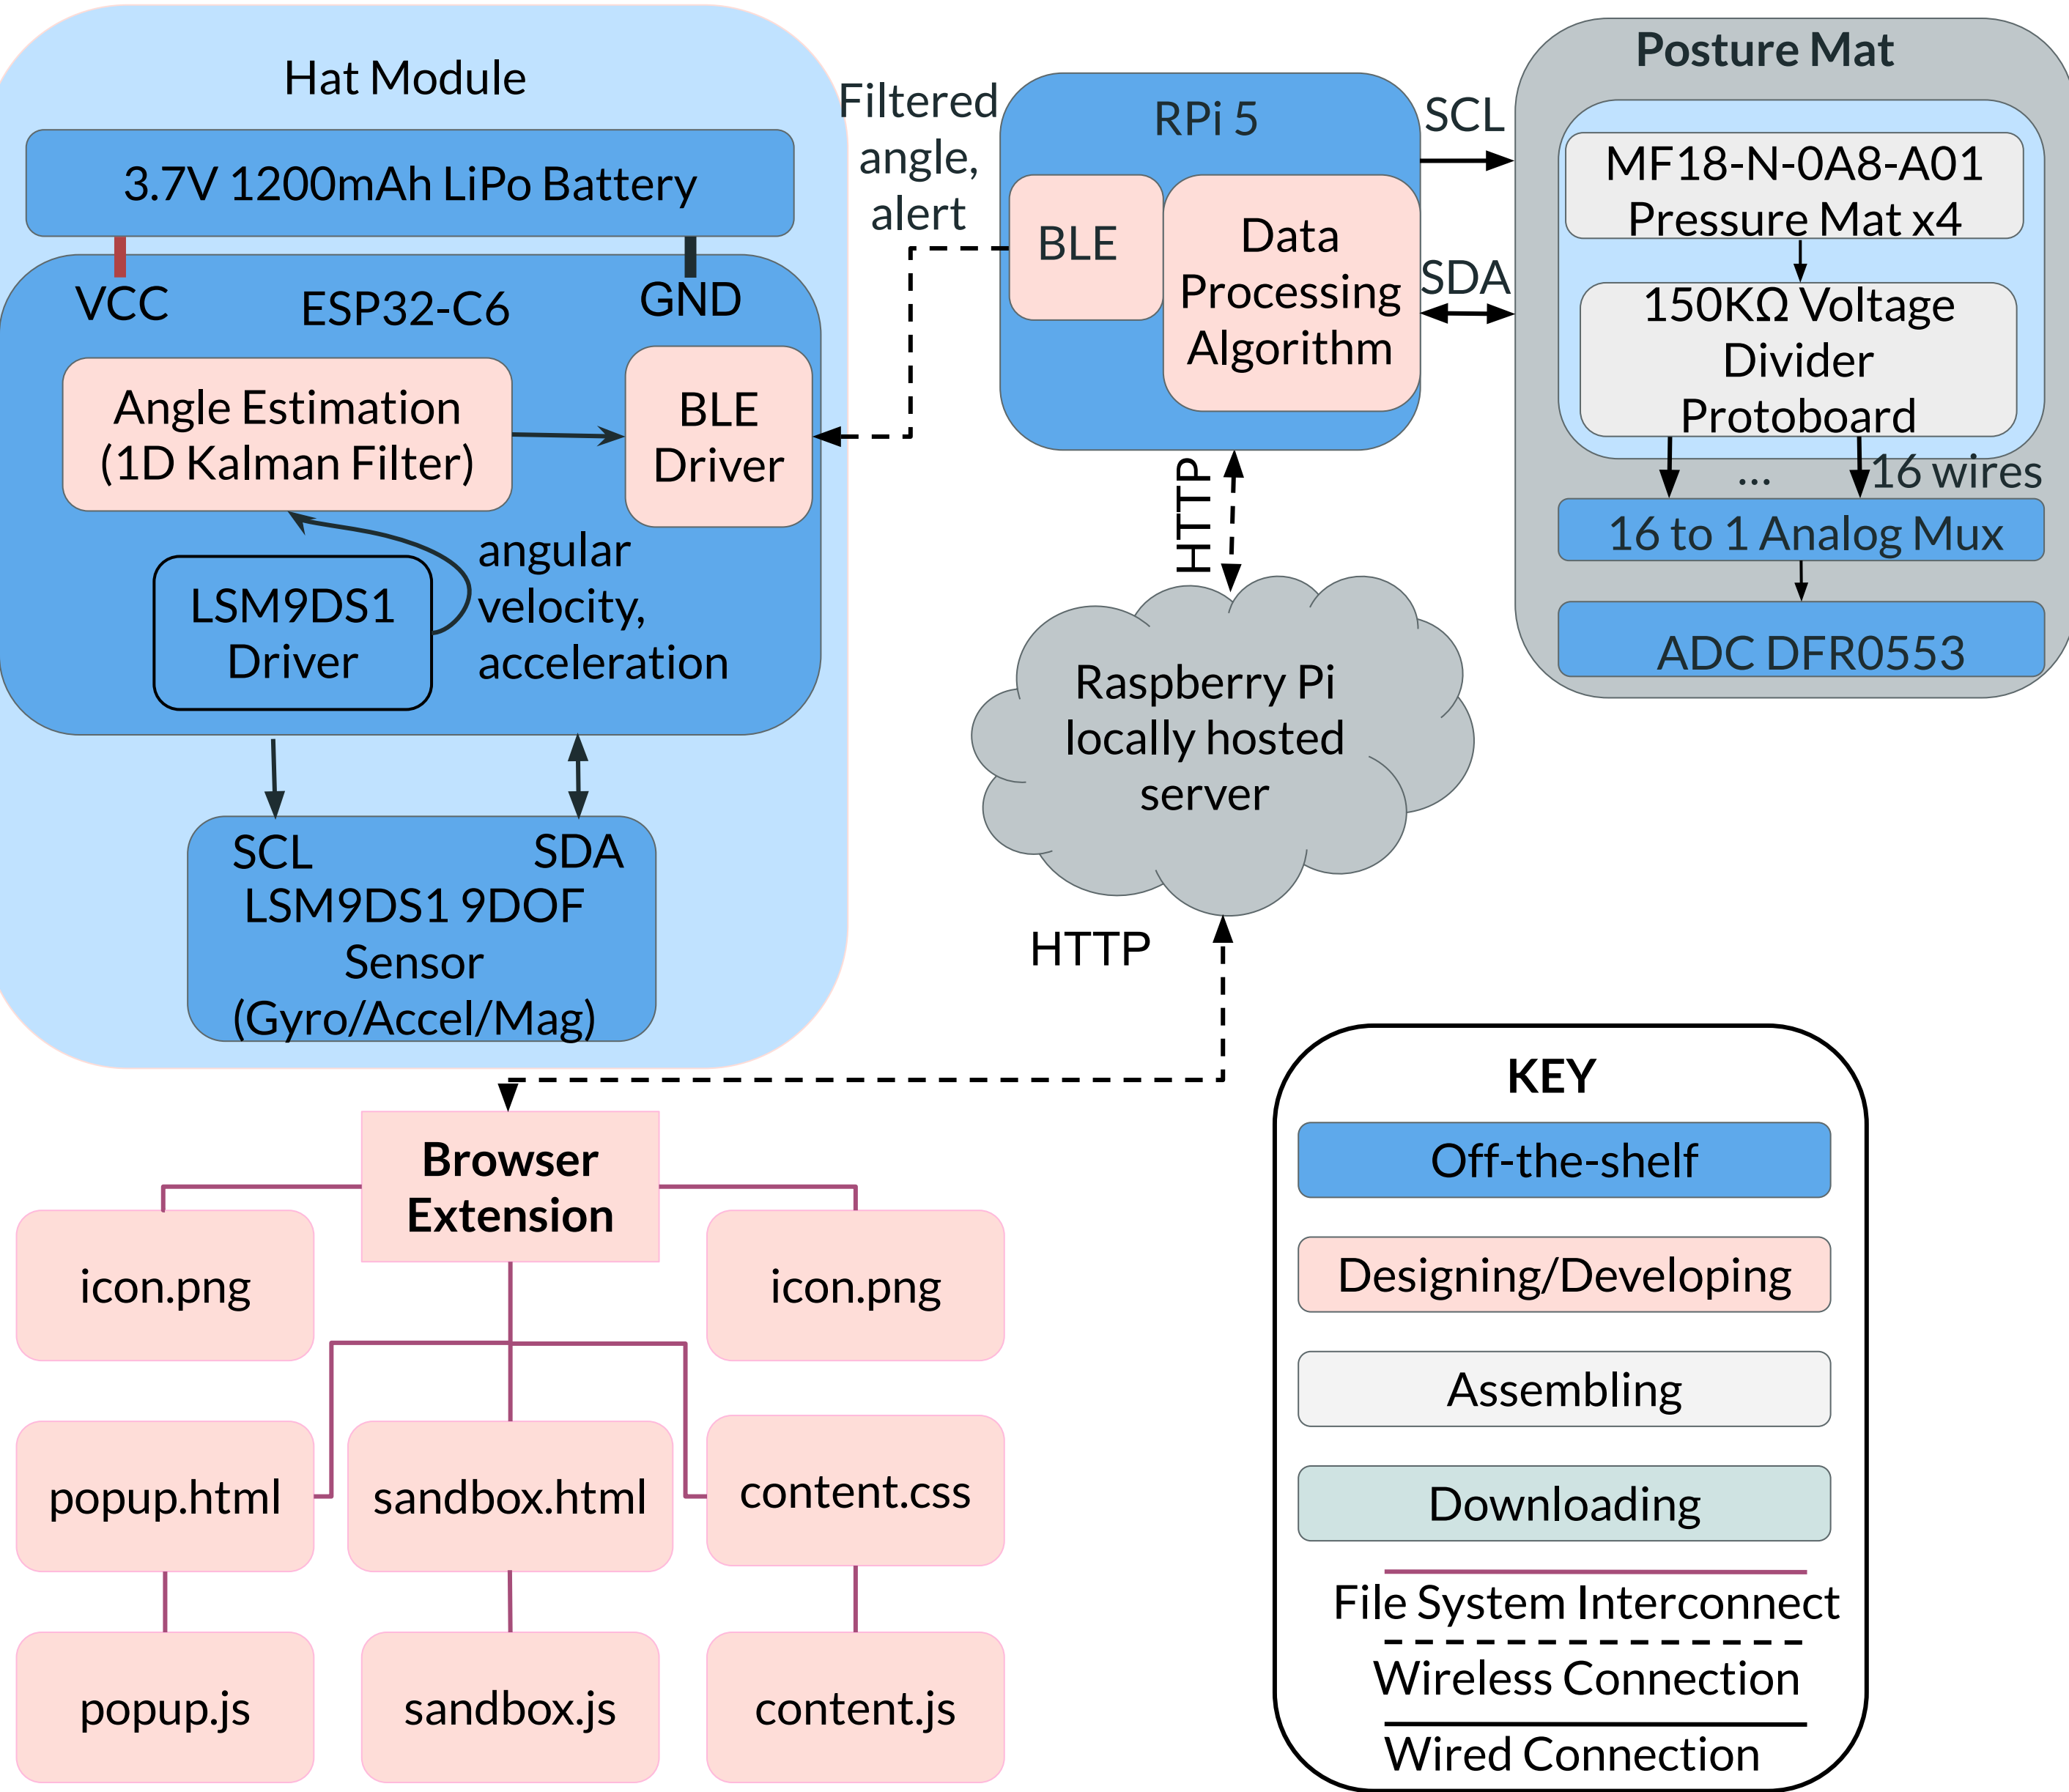 Hat Module
3.7V 1200mAh LiPo Battery
VCC
ESP32-C6
GND
Angle Estimation
(1D Kalman Filter)
BLE
Driver
angular
velocity,
acceleration
LSM9DS1
Driver
SCL
SDA
LSM9DS1 9DOF
Sensor
(Gyro/Accel/Mag)
Filtered
angle,
alert
RPi 5
BLE
Data
Processing
Algorithm
SCL
SDA
Posture Mat
MF18-N-0A8-A01
Pressure Mat x4
150KΩ Voltage
Divider
Protoboard
...
16 wires
16 to 1 Analog Mux
ADC DFR0553
HTTP
Raspberry Pi
locally hosted
server
HTTP
Browser
Extension
icon.png
icon.png
popup.html
sandbox.html
content.css
popup.js
sandbox.js
content.js
KEY
Off-the-shelf
Designing/Developing
Assembling
Downloading
File System Interconnect
Wireless Connection
Wired Connection